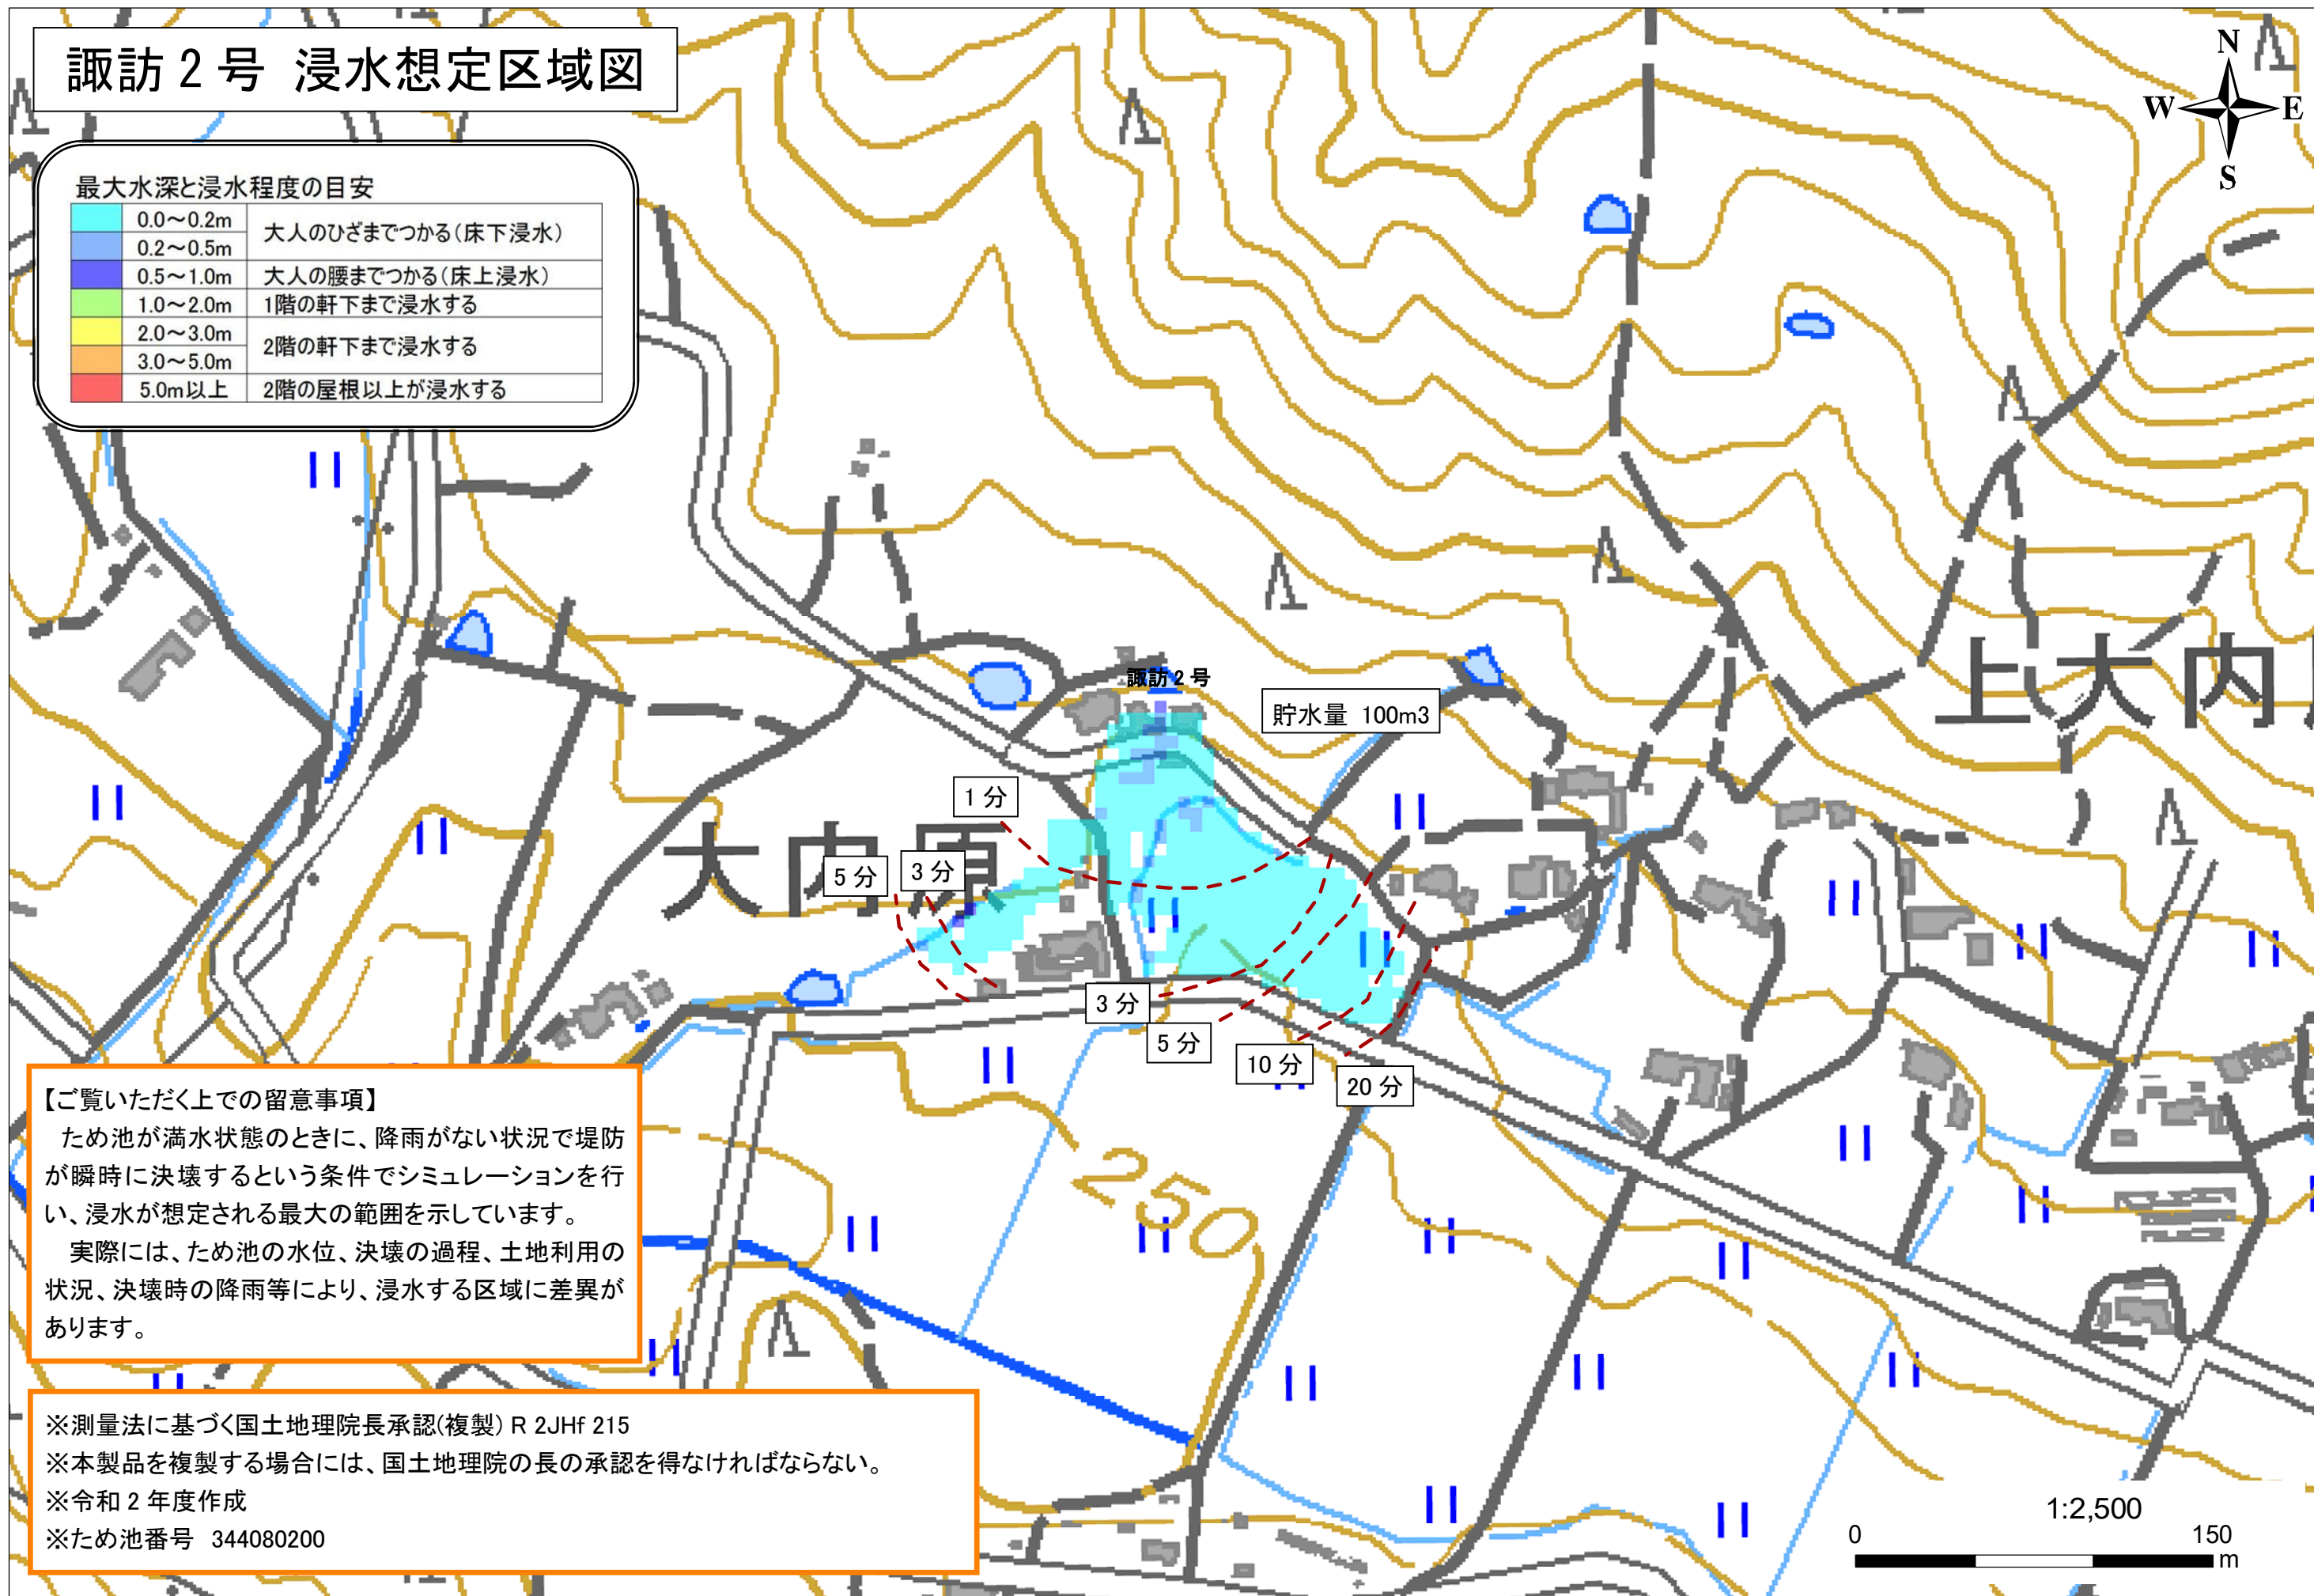 諏訪２号 浸水想定区域図
N
W
E
S
最大水深と浸水程度の目安
0.0～0.2m
大人のひざまでつかる（床下浸水）
0.2～0.5m
0.5～1.0m 大人の腰までつかる（床上浸水）
1.0～2.0m 1階の軒下まで浸水する
2.0～3.0m
2階の軒下まで浸水する
3.0～5.0m
5.0m以上 2階の屋根以上が浸水する
諏訪２号
貯水量 100m3
上大内
大内原
1 分
5 分
3 分
3 分
5 分
10 分
20 分
250
【ご覧いただく上での留意事項】
ため池が満水状態のときに、降雨がない状況で堤防
が瞬時に決壊するという条件でシミュレーションを行
い、浸水が想定される最大の範囲を示しています。
実際には、ため池の水位、決壊の過程、土地利用の
状況、決壊時の降雨等により、浸水する区域に差異が
あります。
※測量法に基づく国土地理院長承認(複製) R 2JHf 215
※本製品を複製する場合には、国土地理院の長の承認を得なければならない。
※令和 2 年度作成
※ため池番号 344080200
1:2,500
0 150
m